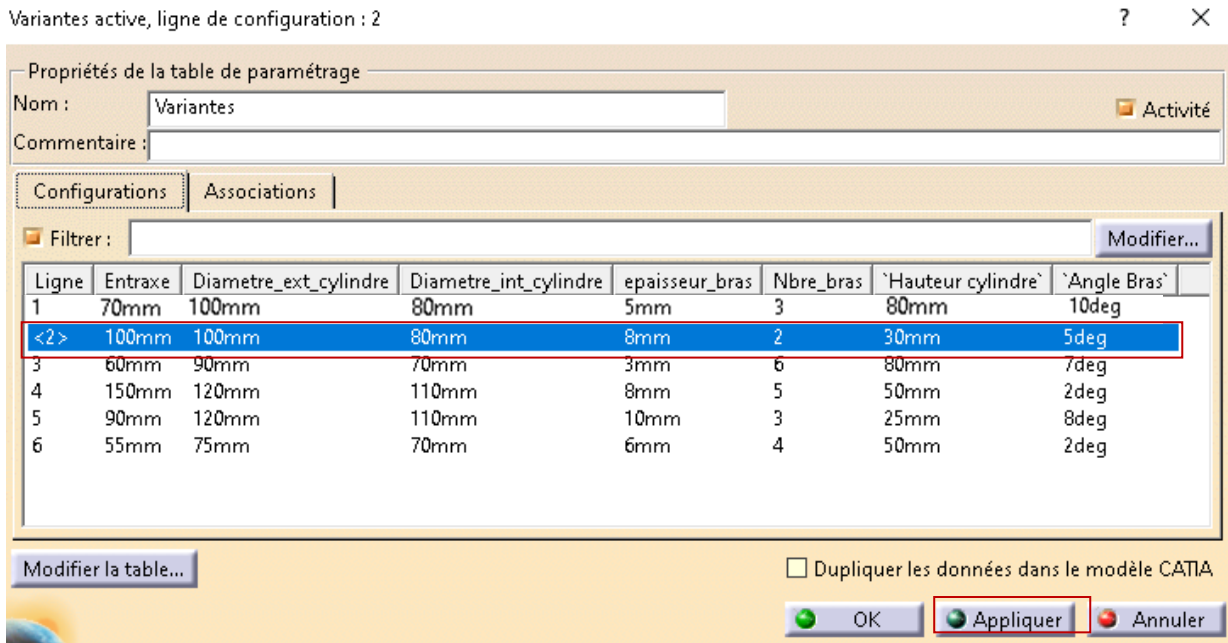 Variantes active, ligne de configuration : 2 ? ×
Propriétés de la table de paramétrage
Nom : Variantes Activité
Commentaire :
Configurations Associations
Filtrer : Modifier...
Ligne Entraxe Diametre_ext_cylindre Diametre_int_cylindre epaisseur_bras Nbre_bras `Hauteur cylindre` `Angle Bras`
1 70mm 100mm 80mm 5mm 3 80mm 10deg
<2> 100mm 100mm 80mm 8mm 2 30mm 5deg
3 60mm 90mm 70mm 3mm 6 80mm 7deg
4 150mm 120mm 110mm 8mm 5 50mm 2deg
5 90mm 120mm 110mm 10mm 3 25mm 8deg
6 55mm 75mm 70mm 6mm 4 50mm 2deg
Modifier la table... Dupliquer les données dans le modèle CATIA
OK Appliquer Annuler